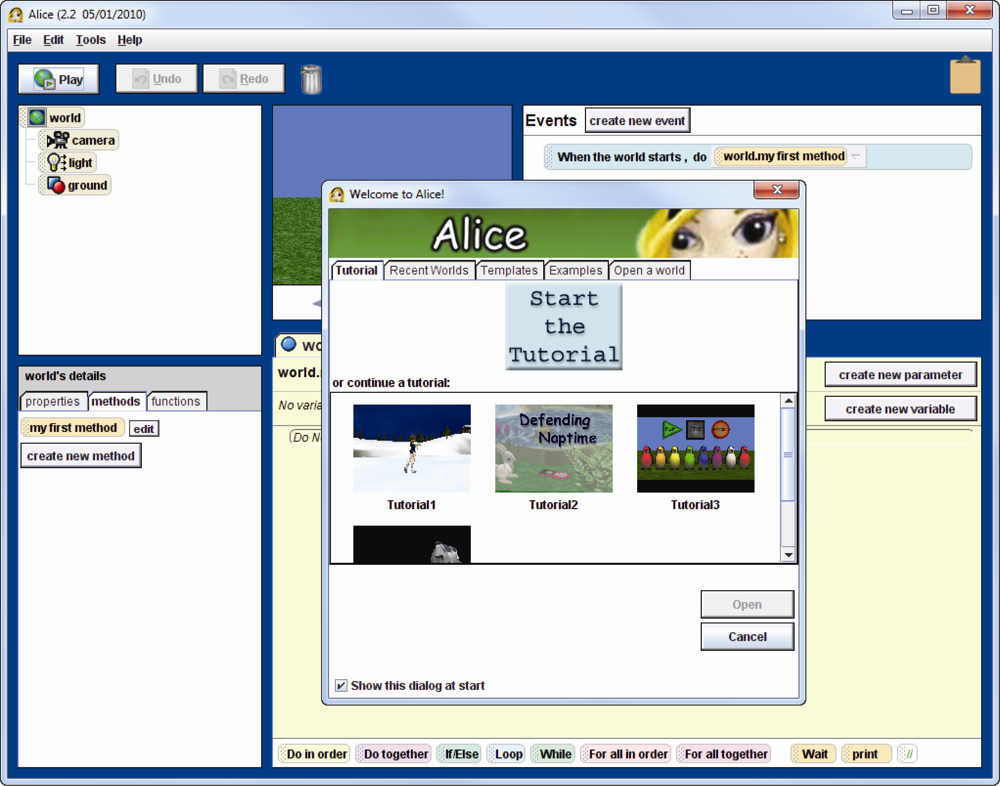 Alice (2.2 05/01/2010)
File Edit Tools Help
Play Undo Redo
world
camera
light
ground
Events create new event
When the world starts , do world.my first method
Welcome to Alice!
Alice
Tutorial Recent Worlds Templates Examples Open a world
Start
the
Tutorial
or continue a tutorial:
Defending
Naptime
Tutorial1 Tutorial2 Tutorial3
Open
Cancel
Show this dialog at start
world's details
properties methods functions
my first method edit
create new method
world.
No
Do
create new parameter
create new variable
Do in order Do together If/Else Loop While For all in order For all together Wait print //